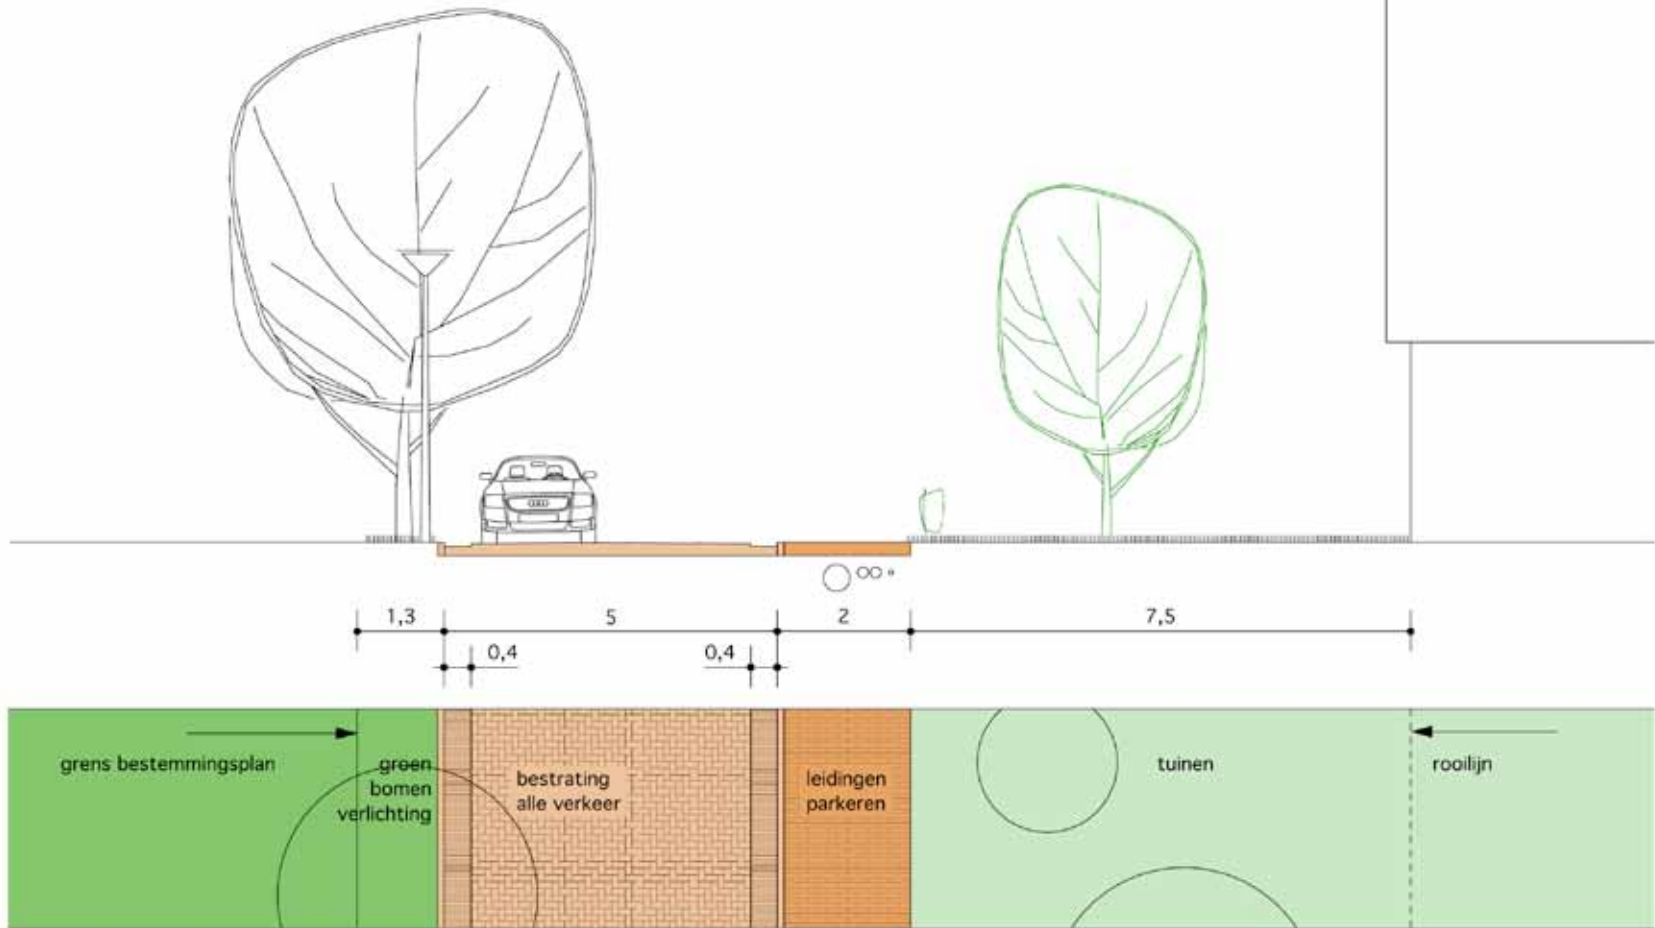 1,3
5
2
7,5
0,4
0,4
grens bestemmingsplan
groen
bomen
verlichting
bestrating
alle verkeer
leidingen
parkeren
tuinen
rooilijn